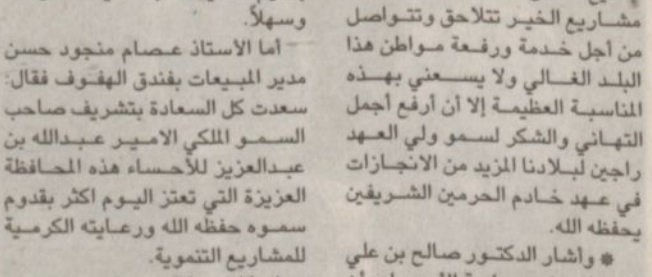 مشاريع الخير تتلاحق وتتواصل
من أجل خدمة ورفعة مواطن هذا
البلد الغالي ولا يسعني بهذه
المناسبة العظيمة إلا أن أرفع أجمل
التهاني والشكر لسمو ولي العهد
راجين لبلادنا المزيد من الانجازات
في عهد خادم الحرمين الشريفين
يحفظه الله.
* وأشار الدكتور صالح بن علي
وسهلاً.
أما الأستاذ عصام منجود حسن
مدير المبيعات بفندق الهفوف فقال:
سعدت كل السعادة بتشريف صاحب
السمو الملكي الامير عبدالله بن
عبدالعزيز للأحساء هذه المحافظة
العزيزة التي تعتز اليوم اكثر بقدوم
سموه حفظه الله ورعايته الكرمية
للمشاريع التنموية.